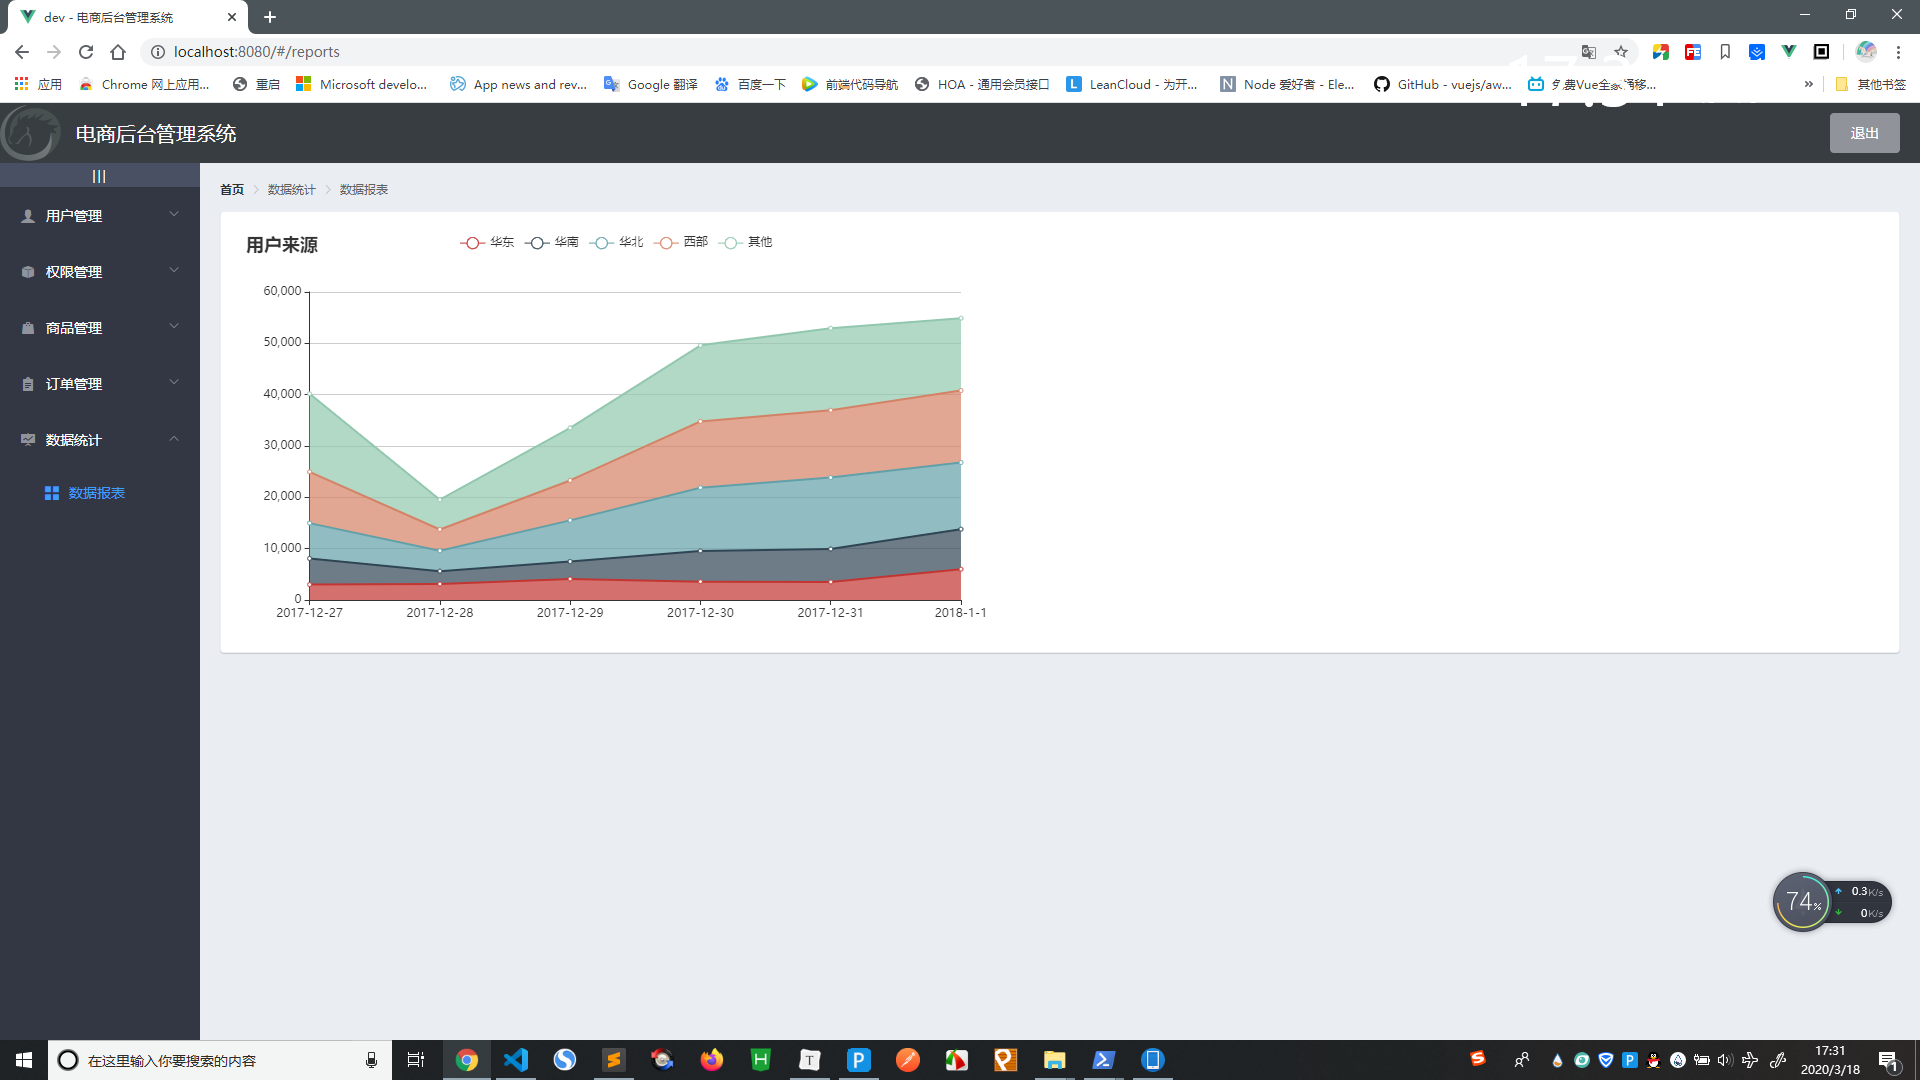 dev - 电商后台管理系统
localhost:8080/#/reports
应用 Chrome 网上应用... 重启 Microsoft develo... App news and rev... Google 翻译 百度一下 前端代码导航 HOA - 通用会员接口 LeanCloud - 为开... Node 爱好者 - Ele... GitHub - vuejs/aw... 其他书签
电商后台管理系统
退出
|||
首页 数据统计 数据报表
用户管理
权限管理
商品管理
订单管理
数据统计
数据报表
用户来源
华东 华南 华北 西部 其他
60,000
50,000
40,000
30,000
20,000
10,000
0
2017-12-27 2017-12-28 2017-12-29 2017-12-30 2017-12-31 2018-1-1
74%
0.3K/s
0K/s
在这里输入你要搜索的内容
17:31
2020/3/18
1